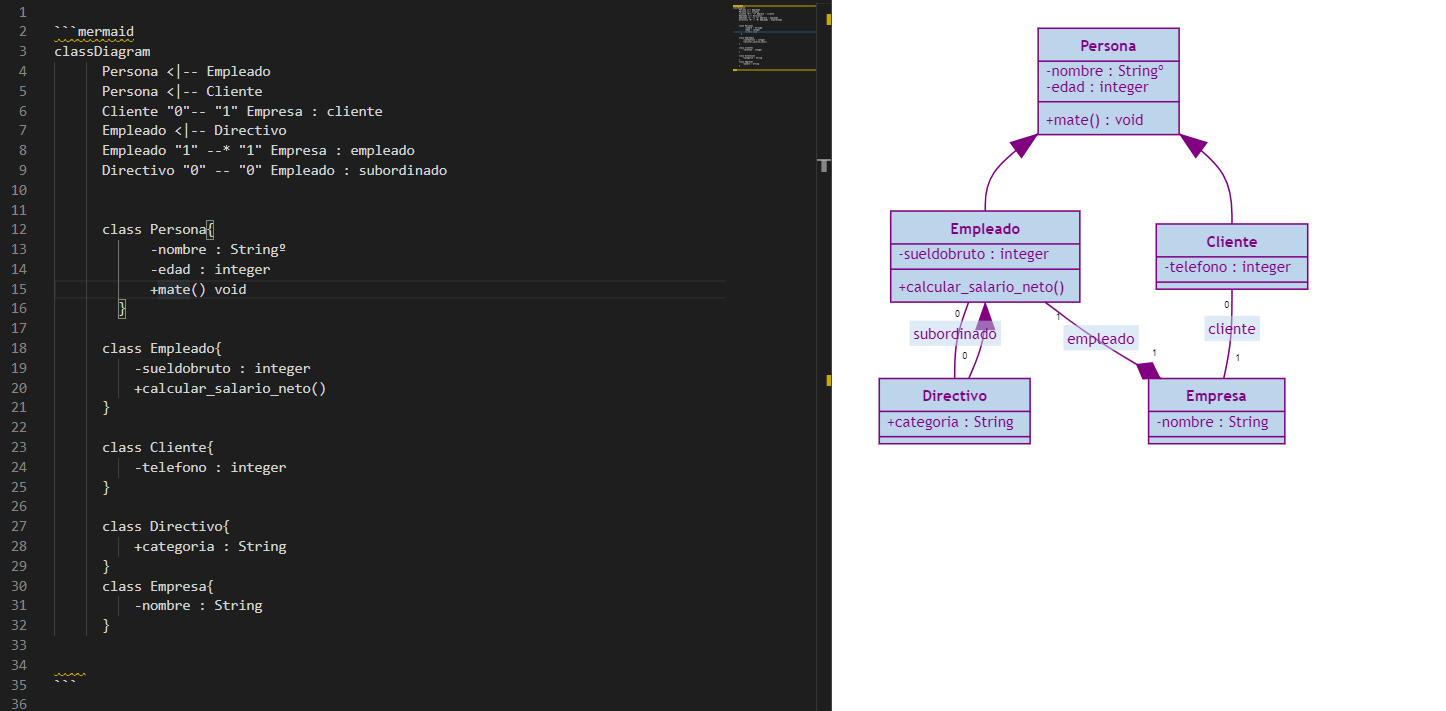 1
2 ```mermaid
3 classDiagram
4 Persona <|-- Empleado
5 Persona <|-- Cliente
6 Cliente "0"-- "1" Empresa : cliente
7 Empleado <|-- Directivo
8 Empleado "1" --* "1" Empresa : empleado
9 Directivo "0" -- "0" Empleado : subordinado
10
11
12 class Persona{
13 -nombre : Stringº
14 -edad : integer
15 +mate() void
16 }
17
18 class Empleado{
19 -sueldobruto : integer
20 +calcular_salario_neto()
21 }
22
23 class Cliente{
24 -telefono : integer
25 }
26
27 class Directivo{
28 +categoria : String
29 }
30 class Empresa{
31 -nombre : String
32 }
33
34
35 ```
36
Persona
-nombre : Stringº
-edad : integer
+mate() : void
Empleado
-sueldobruto : integer
+calcular_salario_neto()
Cliente
-telefono : integer
0
1
0
subordinado
empleado
cliente
0
1
1
Directivo
+categoria : String
Empresa
-nombre : String